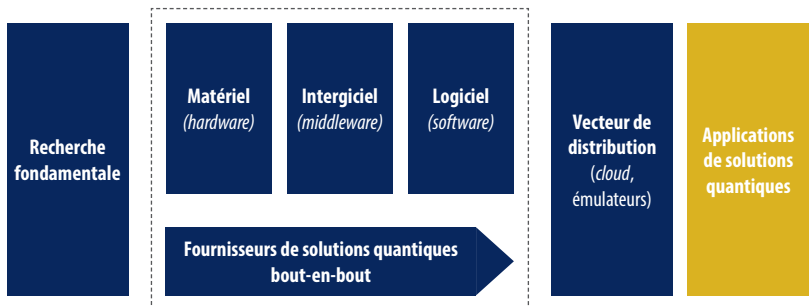 Recherche
fondamentale
Matériel
(hardware)
Intergiciel
(middleware)
Logiciel
(software)
Fournisseurs de solutions quantiques
bout-en-bout
Vecteur de
distribution
(cloud,
émulateurs)
Applications
de solutions
quantiques